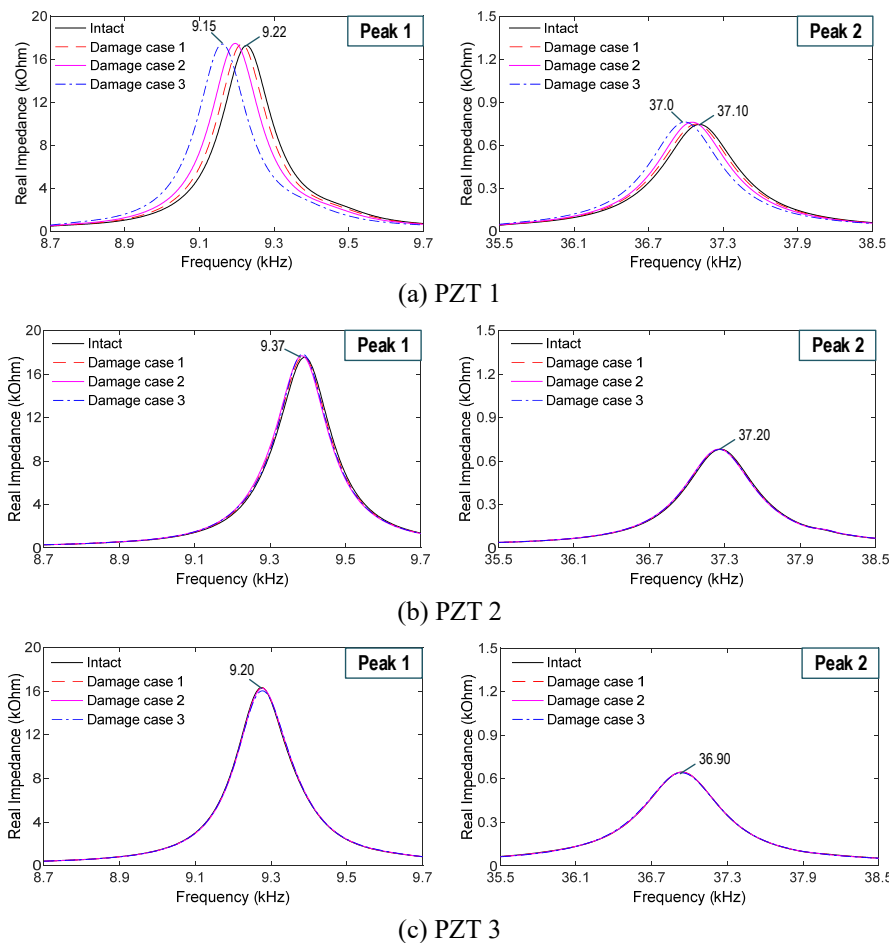 20
16
12
8
4
0
Real Impedance (kOhm)
Intact
Damage case 1
Damage case 2
Damage case 3
9.15
9.22
Peak 1
8.7 8.9 9.1 9.3 9.5 9.7
Frequency (kHz)
1.5
1.2
0.9
0.6
0.3
0
Real Impedance (kOhm)
Intact
Damage case 1
Damage case 2
Damage case 3
37.0
37.10
Peak 2
35.5 36.1 36.7 37.3 37.9 38.5
Frequency (kHz)
(a) PZT 1
20
16
12
8
4
0
Real Impedance (kOhm)
Intact
Damage case 1
Damage case 2
Damage case 3
9.37
Peak 1
8.7 8.9 9.1 9.3 9.5 9.7
Frequency (kHz)
1.5
1.2
0.9
0.6
0.3
0
Real Impedance (kOhm)
Intact
Damage case 1
Damage case 2
Damage case 3
37.20
Peak 2
35.5 36.1 36.7 37.3 37.9 38.5
Frequency (kHz)
(b) PZT 2
20
16
12
8
4
0
Real Impedance (kOhm)
Intact
Damage case 1
Damage case 2
Damage case 3
9.20
Peak 1
8.7 8.9 9.1 9.3 9.5 9.7
Frequency (kHz)
1.5
1.2
0.9
0.6
0.3
0
Real Impedance (kOhm)
Intact
Damage case 1
Damage case 2
Damage case 3
36.90
Peak 2
35.5 36.1 36.7 37.3 37.9 38.5
Frequency (kHz)
(c) PZT 3